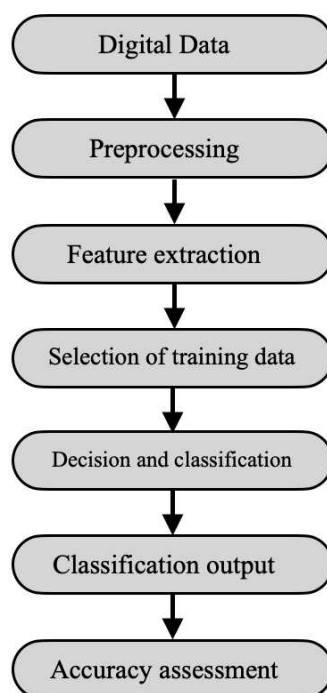 Digital Data
Preprocessing
Feature extraction
Selection of training data
Decision and classification
Classification output
Accuracy assessment